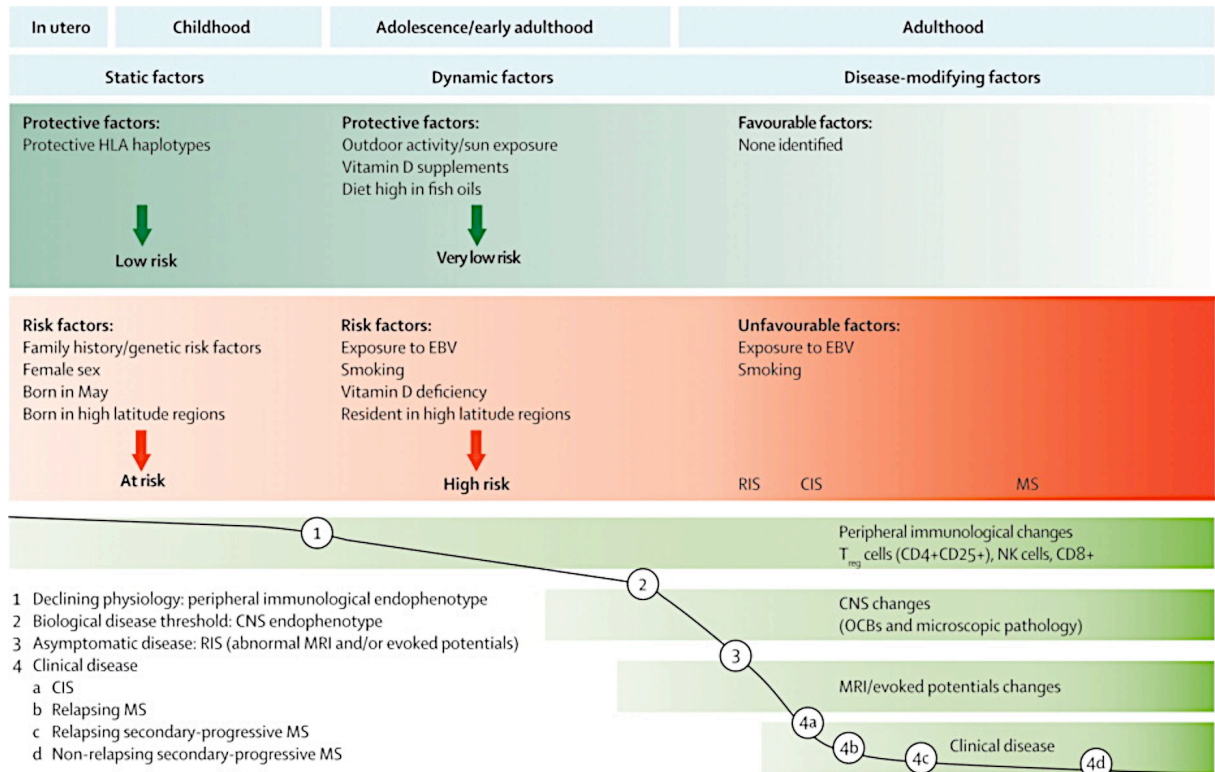 In utero
Childhood
Adolescence/early adulthood
Adulthood
Static factors
Dynamic factors
Disease-modifying factors
Protective factors:
Protective HLA haplotypes
Low risk
Protective factors:
Outdoor activity/sun exposure
Vitamin D supplements
Diet high in fish oils
Very low risk
Favourable factors:
None identified
Risk factors:
Family history/genetic risk factors
Female sex
Born in May
Born in high latitude regions
At risk
Risk factors:
Exposure to EBV
Smoking
Vitamin D deficiency
Resident in high latitude regions
High risk
Unfavourable factors:
Exposure to EBV
Smoking
RIS
CIS
MS
1
Peripheral immunological changes
Treg cells (CD4+CD25+), NK cells, CD8+
2
CNS changes
(OCBs and microscopic pathology)
3
MRI/evoked potentials changes
4a
4b
4c
Clinical disease
4d
1 Declining physiology: peripheral immunological endophenotype
2 Biological disease threshold: CNS endophenotype
3 Asymptomatic disease: RIS (abnormal MRI and/or evoked potentials)
4 Clinical disease
a CIS
b Relapsing MS
c Relapsing secondary-progressive MS
d Non-relapsing secondary-progressive MS